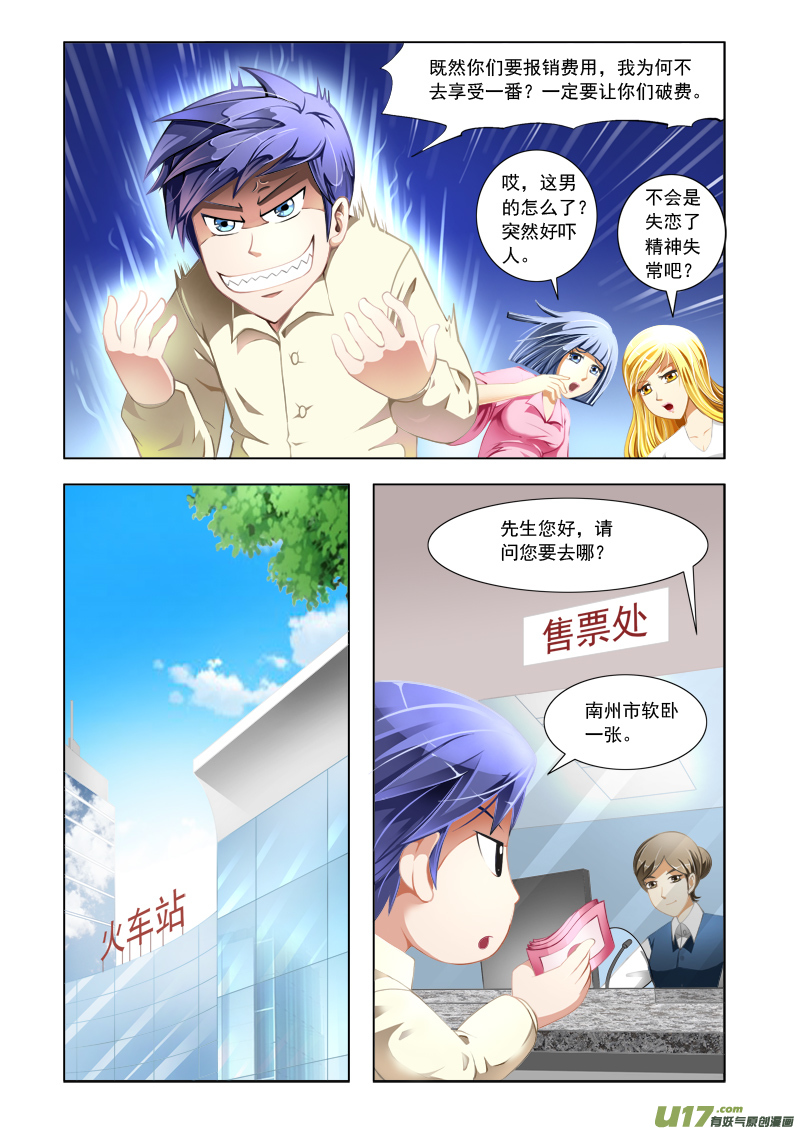 既然你们要报销费用，我为何不
去享受一番？一定要让你们破费。
哎，这男
的怎么了？
突然好吓
人。
不会是
失恋了
精神失
常吧？
火车站
先生您好，请
问您要去哪？
售票处
南州市软卧
一张。
U17.com
有妖气原创漫画